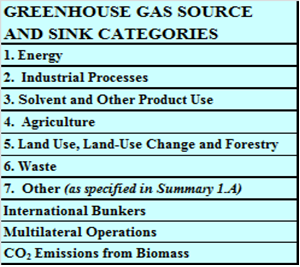 GREENHOUSE GAS SOURCE
AND SINK CATEGORIES
1. Energy
2. Industrial Processes
3. Solvent and Other Product Use
4. Agriculture
5. Land Use, Land-Use Change and Forestry
6. Waste
7. Other (as specified in Summary 1.A)
International Bunkers
Multilateral Operations
CO₂ Emissions from Biomass